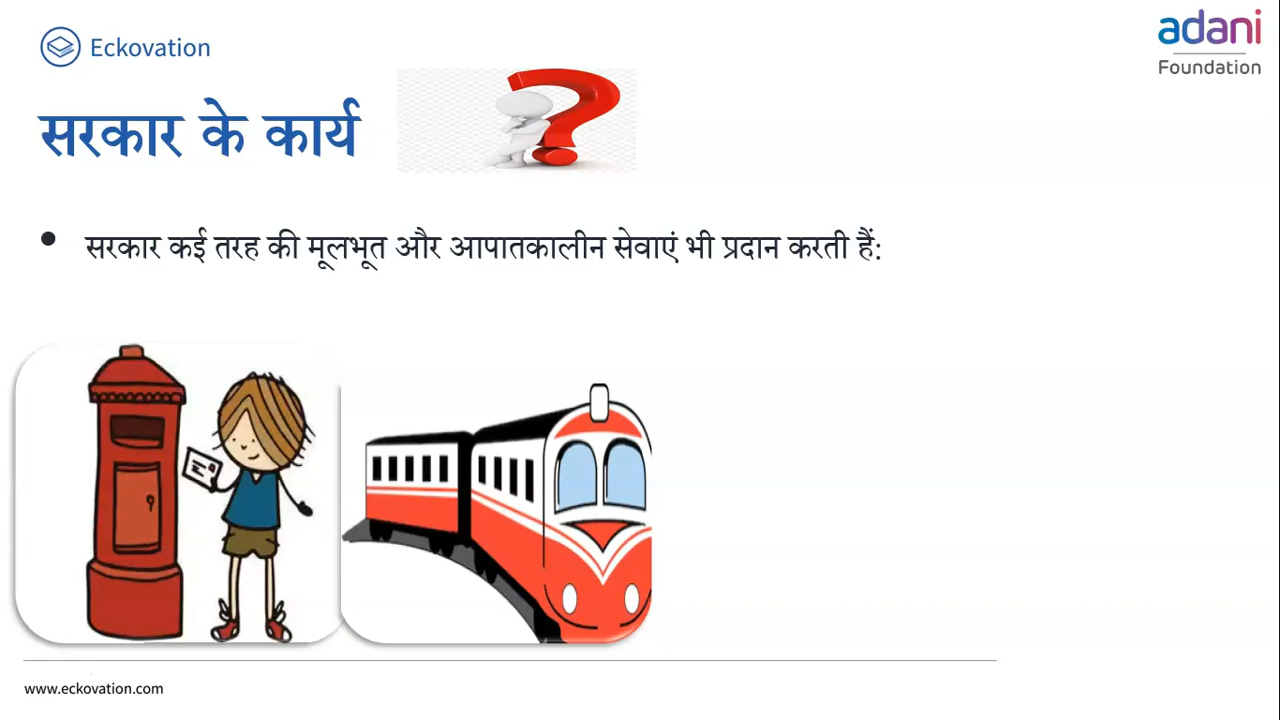 Eckovation
adani
Foundation
सरकार के कार्य
• सरकार कई तरह की मूलभूत और आपातकालीन सेवाएं भी प्रदान करती हैं:
www.eckovation.com